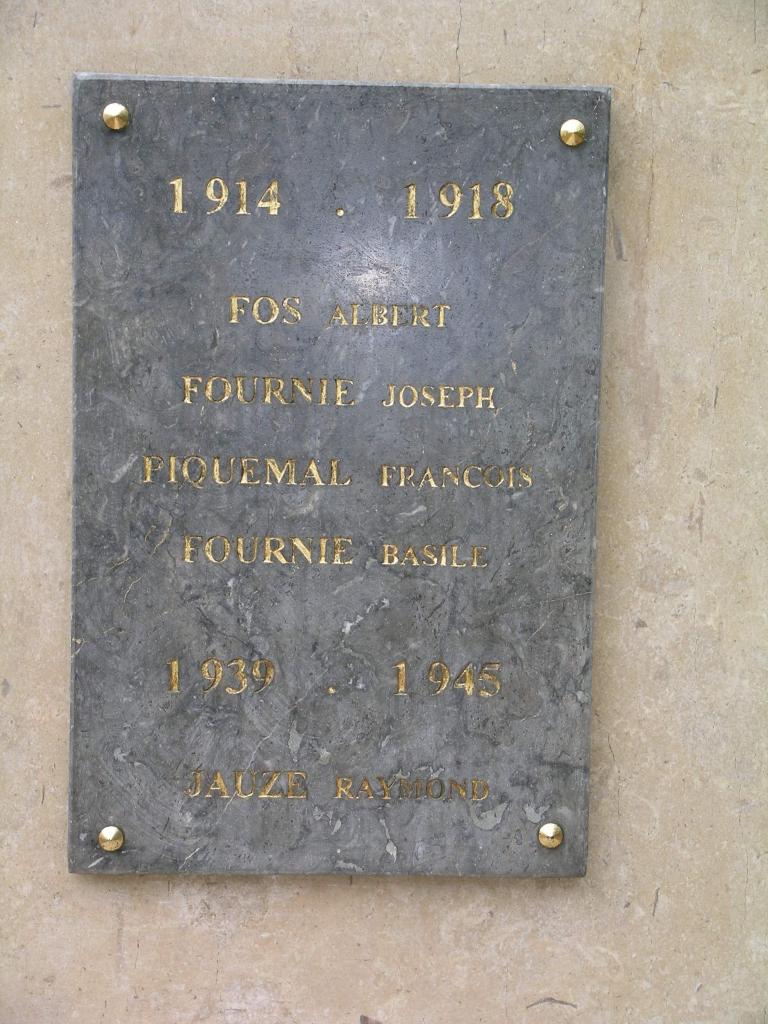 1914 . 1918
FOS ALBERT
FOURNIE JOSEPH
PIQUEMAL FRANCOIS
FOURNIE BASILE
1939 . 1945
JAUZE RAYMOND